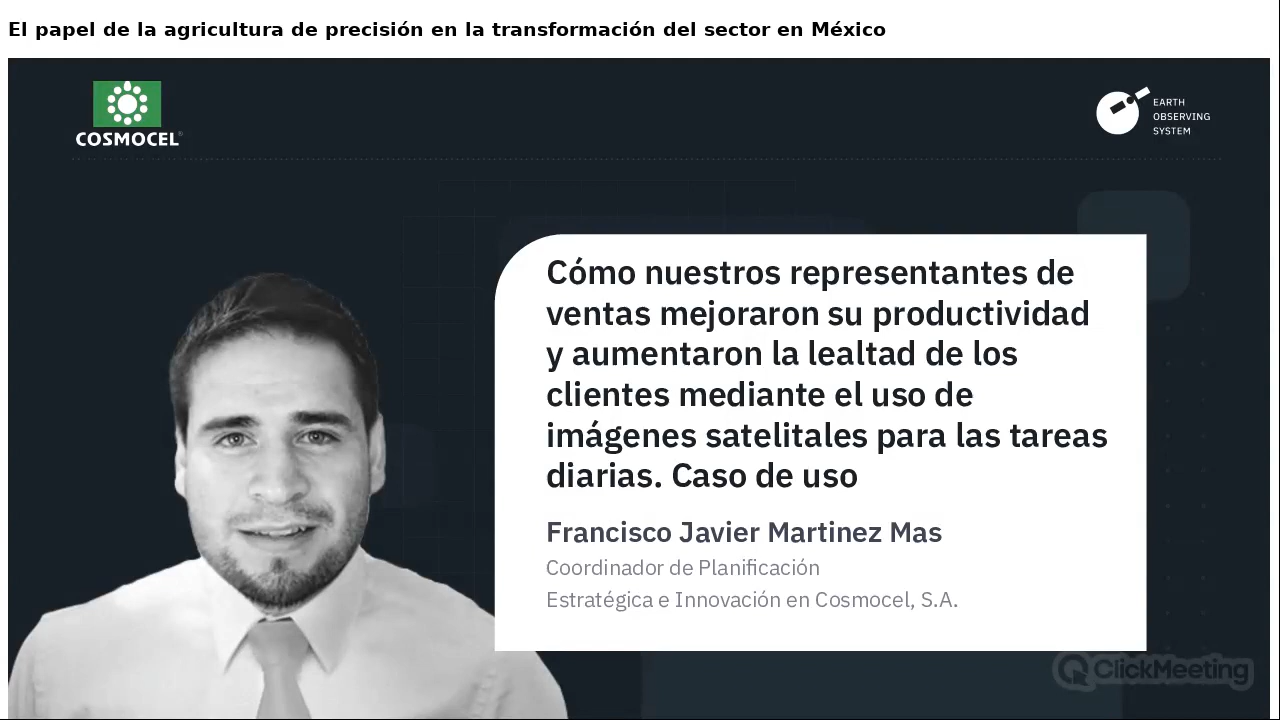 El papel de la agricultura de precisión en la transformación del sector en México
COSMOCEL®
EARTH
OBSERVING
SYSTEM
Cómo nuestros representantes de
ventas mejoraron su productividad
y aumentaron la lealtad de los
clientes mediante el uso de
imágenes satelitales para las tareas
diarias. Caso de uso
Francisco Javier Martinez Mas
Coordinador de Planificación
Estratégica e Innovación en Cosmocel, S.A.
ClickMeeting